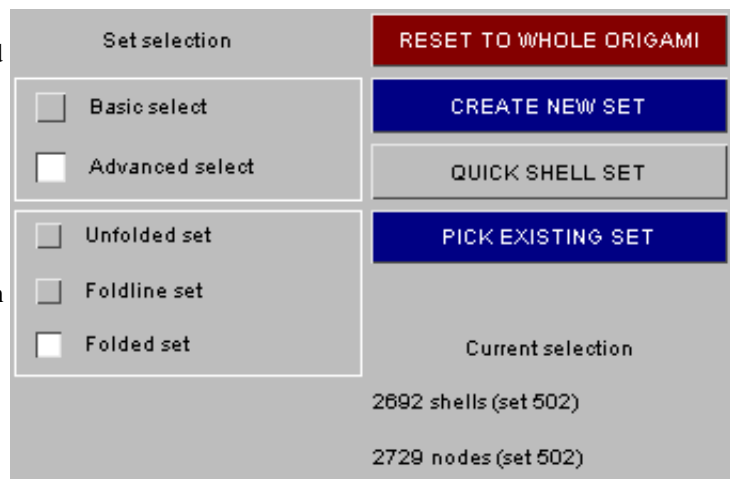 Set selection
RESET TO WHOLE ORIGAMI
Basic select
CREATE NEW SET
Advanced select
QUICK SHELL SET
Unfolded set
PICK EXISTING SET
Foldline set
Folded set
Current selection
2692 shells (set 502)
2729 nodes (set 502)